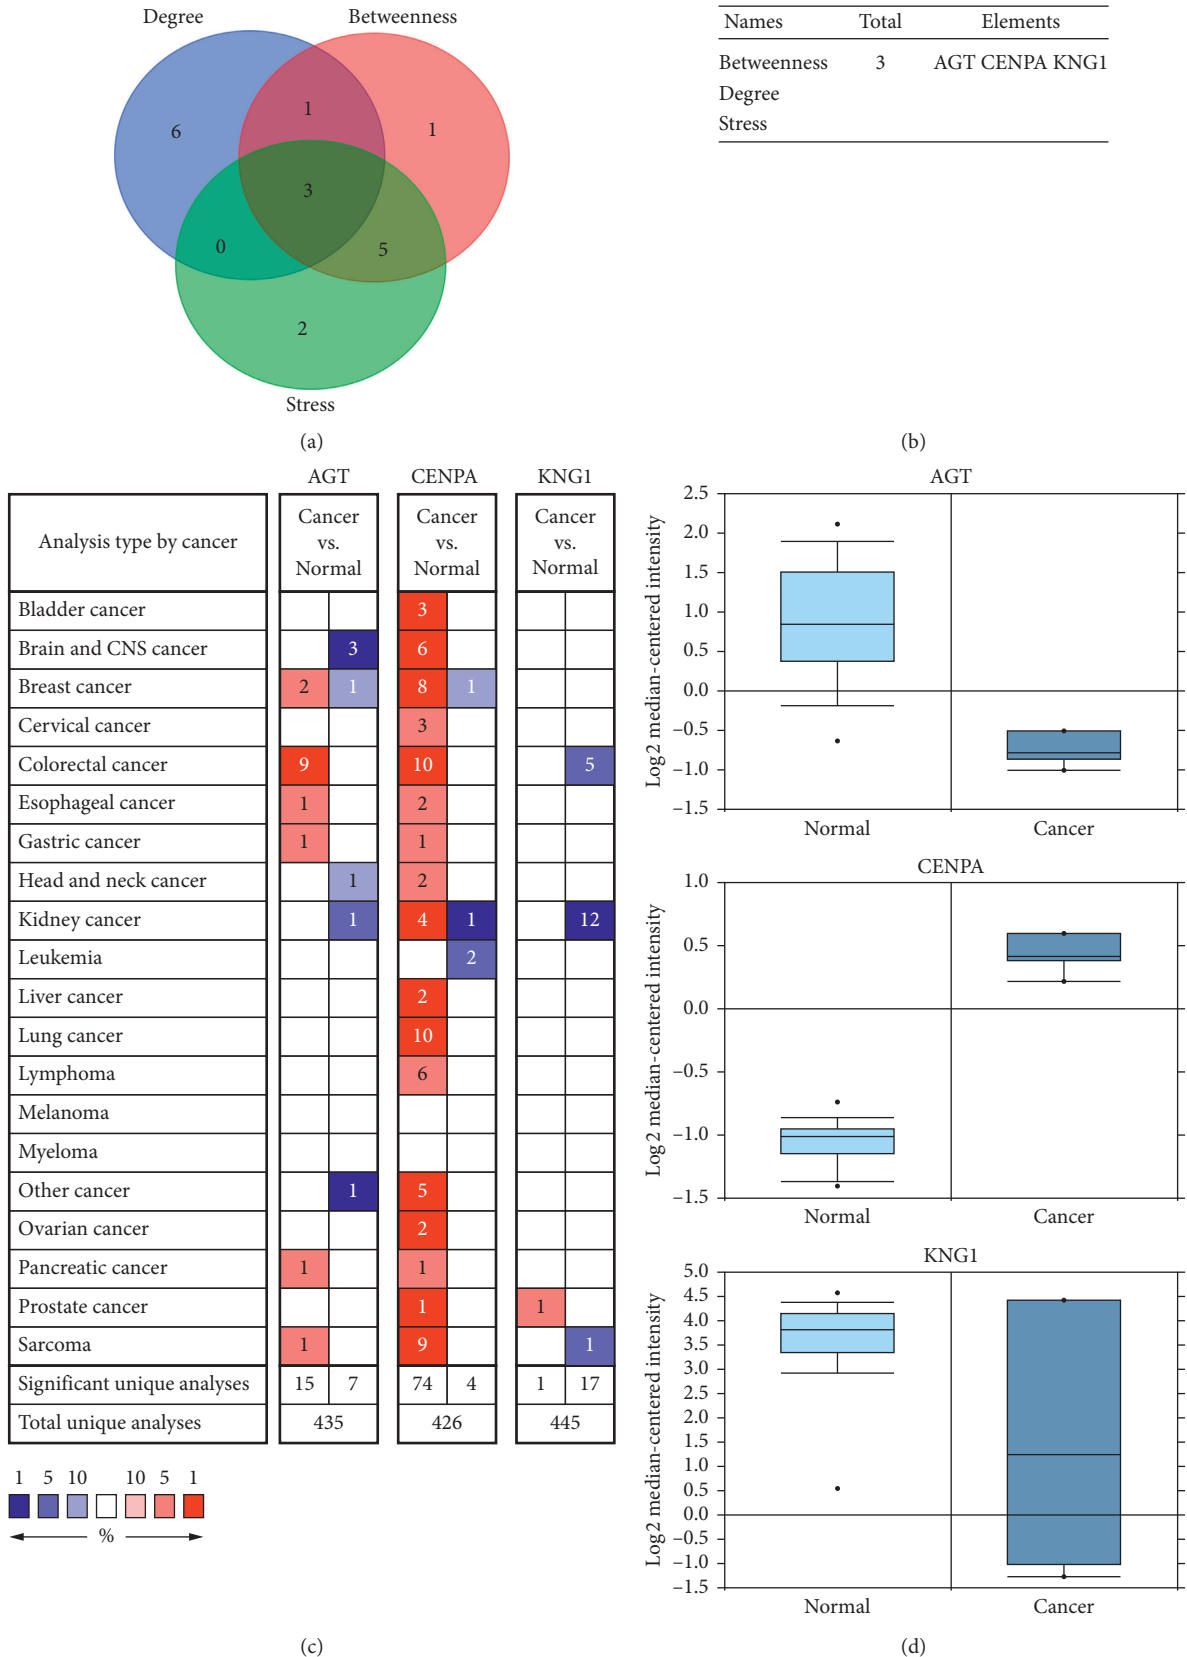 Degree
Betweenness
6
1
1
3
0
5
2
Stress
(a)
Names Total Elements
Betweenness 3 AGT CENPA KNG1
Degree
Stress
(b)
AGT CENPA KNG1
Analysis type by cancer
Cancer vs. Normal
Cancer vs. Normal
Cancer vs. Normal
Bladder cancer 3
Brain and CNS cancer 3 6
Breast cancer 2 1 8 1
Cervical cancer 3
Colorectal cancer 9 10 5
Esophageal cancer 1 2
Gastric cancer 1 1
Head and neck cancer 1 2
Kidney cancer 1 4 1 12
Leukemia 2
Liver cancer 2
Lung cancer 10
Lymphoma 6
Melanoma
Myeloma
Other cancer 1 5
Ovarian cancer 2
Pancreatic cancer 1 1
Prostate cancer 1 1
Sarcoma 1 9 1
Significant unique analyses 15 7 74 4 1 17
Total unique analyses 435 426 445
1 5 10 10 5 1
%
(c)
AGT
Log2 median-centered intensity
2.5
2.0
1.5
1.0
0.5
0.0
−0.5
−1.0
−1.5
Normal Cancer
CENPA
Log2 median-centered intensity
1.0
0.5
0.0
−0.5
−1.0
−1.5
Normal Cancer
KNG1
Log2 median-centered intensity
5.0
4.5
4.0
3.5
3.0
2.5
2.0
1.5
1.0
0.5
0.0
−0.5
−1.0
−1.5
Normal Cancer
(d)